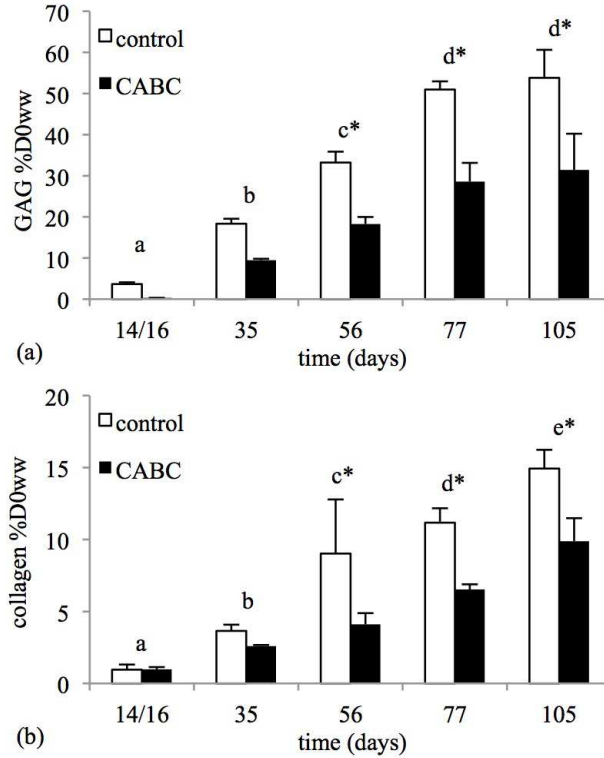 70
60
50
40
30
20
10
0
GAG %D0ww
control
CABC
a
b
c*
d*
d*
14/16 35 56 77 105
(a) time (days)
20
15
10
5
0
collagen %D0ww
control
CABC
a
b
c*
d*
e*
14/16 35 56 77 105
(b) time (days)